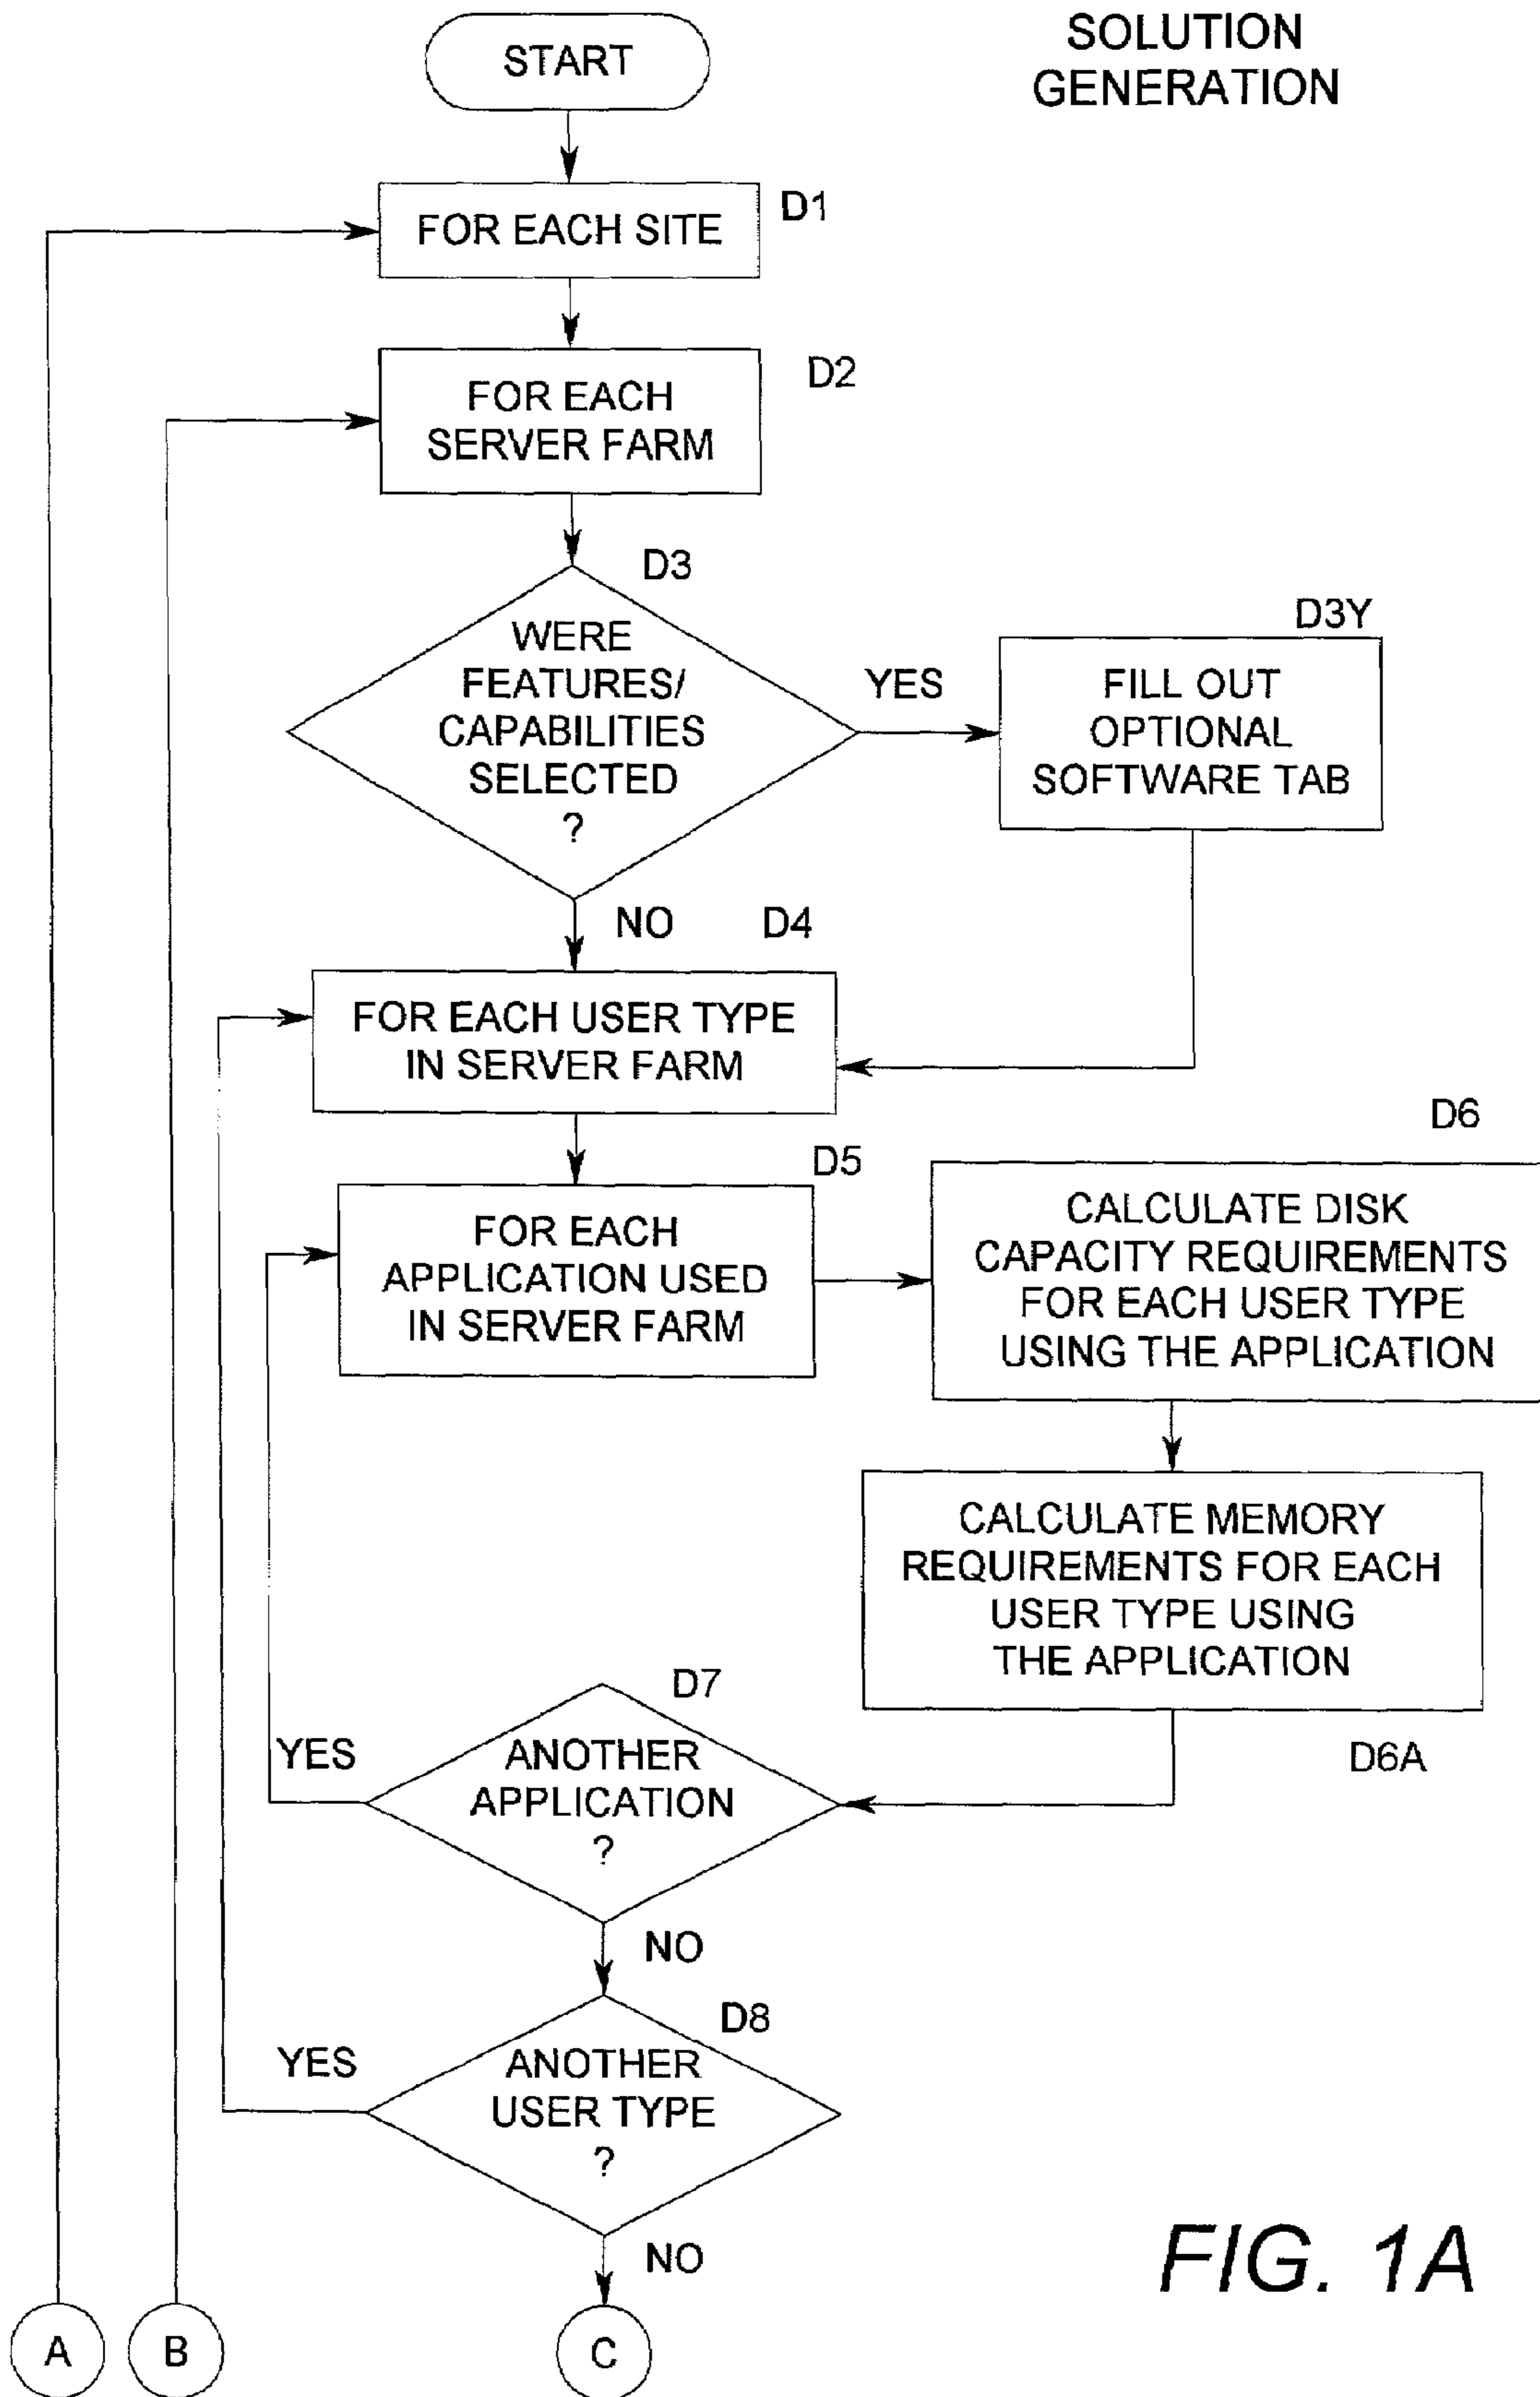 SOLUTION
GENERATION
START
FOR EACH SITE
D1
FOR EACH
SERVER FARM
D2
D3
WERE
FEATURES/
CAPABILITIES
SELECTED
?
YES
D3Y
FILL OUT
OPTIONAL
SOFTWARE TAB
NO
D4
FOR EACH USER TYPE
IN SERVER FARM
D5
FOR EACH
APPLICATION USED
IN SERVER FARM
D6
CALCULATE DISK
CAPACITY REQUIREMENTS
FOR EACH USER TYPE
USING THE APPLICATION
CALCULATE MEMORY
REQUIREMENTS FOR EACH
USER TYPE USING
THE APPLICATION
D6A
D7
YES
ANOTHER
APPLICATION
?
NO
D8
YES
ANOTHER
USER TYPE
?
NO
A
B
C
FIG. 1A